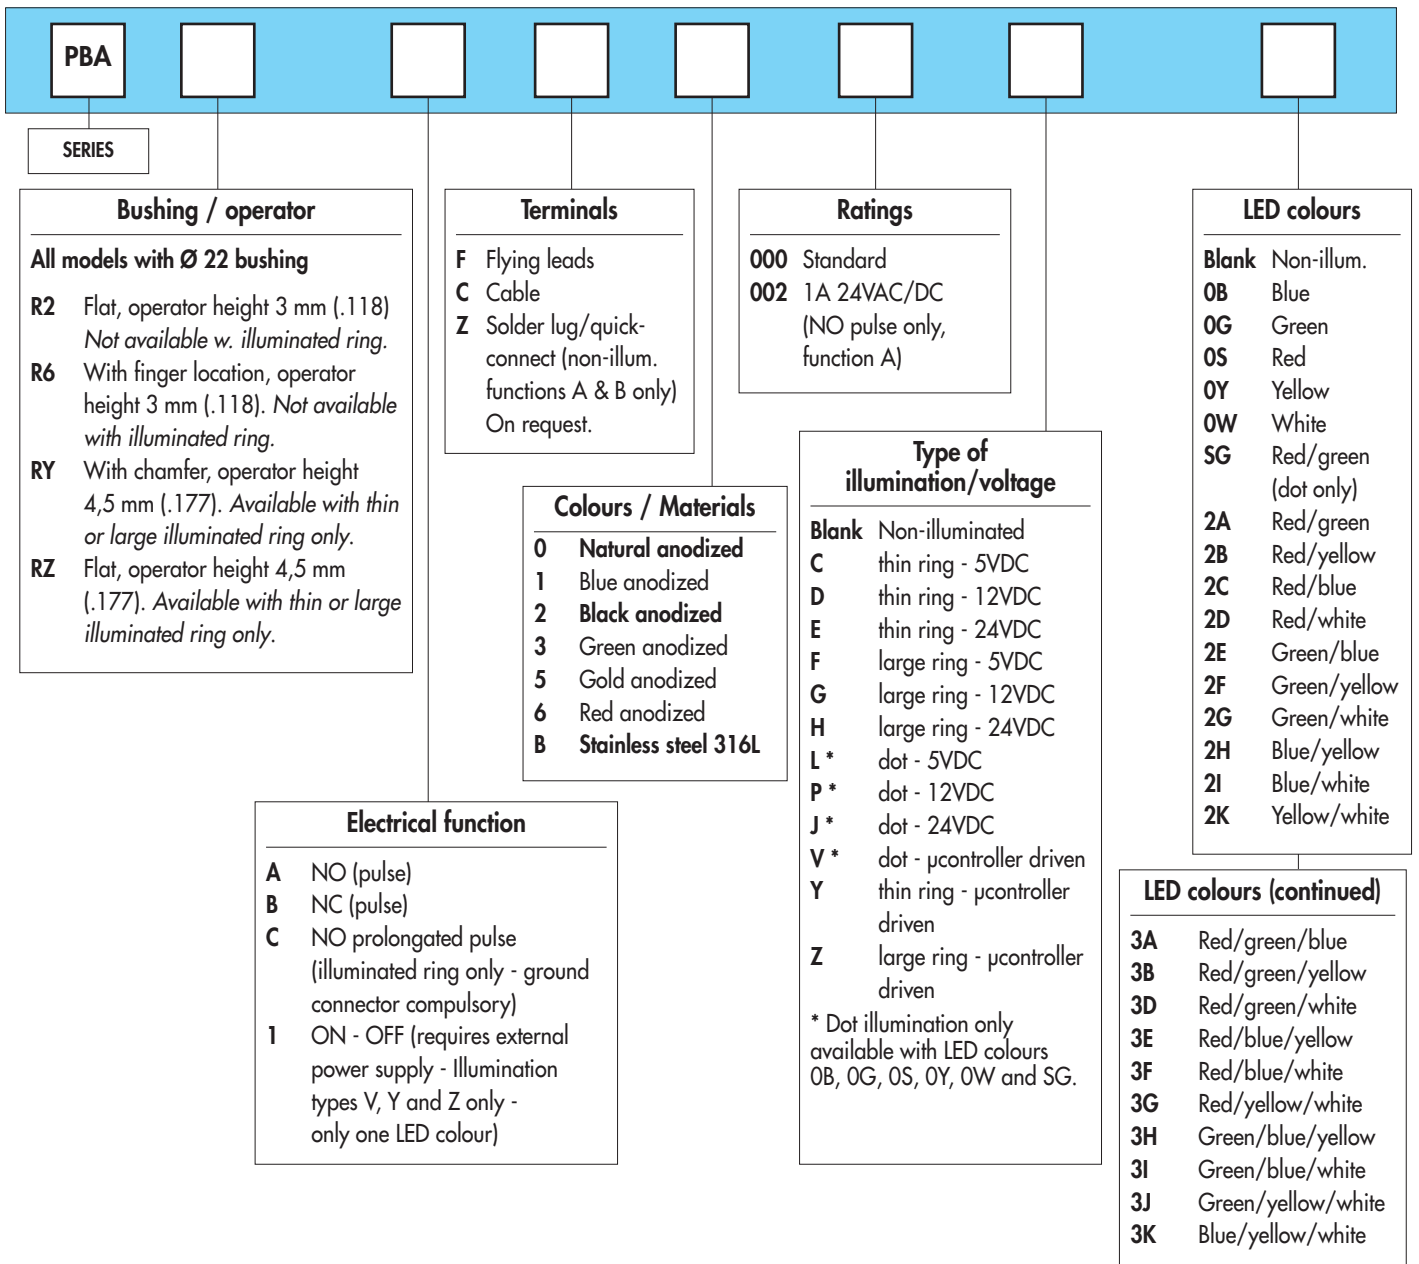 PBA
SERIES
Bushing / operator
All models with Ø 22 bushing
R2 Flat, operator height 3 mm (.118)
Not available w. illuminated ring.
R6 With finger location, operator
height 3 mm (.118). Not available
with illuminated ring.
RY With chamfer, operator height
4,5 mm (.177). Available with thin
or large illuminated ring only.
RZ Flat, operator height 4,5 mm
(.177). Available with thin or large
illuminated ring only.
Electrical function
A NO (pulse)
B NC (pulse)
C NO prolongated pulse
(illuminated ring only - ground
connector compulsory)
1 ON - OFF (requires external
power supply - Illumination
types V, Y and Z only -
only one LED colour)
Terminals
F Flying leads
C Cable
Z Solder lug/quick-
connect (non-illum.
functions A & B only)
On request.
Colours / Materials
0 Natural anodized
1 Blue anodized
2 Black anodized
3 Green anodized
5 Gold anodized
6 Red anodized
B Stainless steel 316L
Ratings
000 Standard
002 1A 24VAC/DC
(NO pulse only,
function A)
Type of
illumination/voltage
Blank Non-illuminated
C thin ring - 5VDC
D thin ring - 12VDC
E thin ring - 24VDC
F large ring - 5VDC
G large ring - 12VDC
H large ring - 24VDC
L * dot - 5VDC
P * dot - 12VDC
J * dot - 24VDC
V * dot - µcontroller driven
Y thin ring - µcontroller
driven
Z large ring - µcontroller
driven
* Dot illumination only
available with LED colours
0B, 0G, 0S, 0Y, 0W and SG.
LED colours
Blank Non-illum.
0B Blue
0G Green
0S Red
0Y Yellow
0W White
SG Red/green
(dot only)
2A Red/green
2B Red/yellow
2C Red/blue
2D Red/white
2E Green/blue
2F Green/yellow
2G Green/white
2H Blue/yellow
2I Blue/white
2K Yellow/white
LED colours (continued)
3A Red/green/blue
3B Red/green/yellow
3D Red/green/white
3E Red/blue/yellow
3F Red/blue/white
3G Red/yellow/white
3H Green/blue/yellow
3I Green/blue/white
3J Green/yellow/white
3K Blue/yellow/white